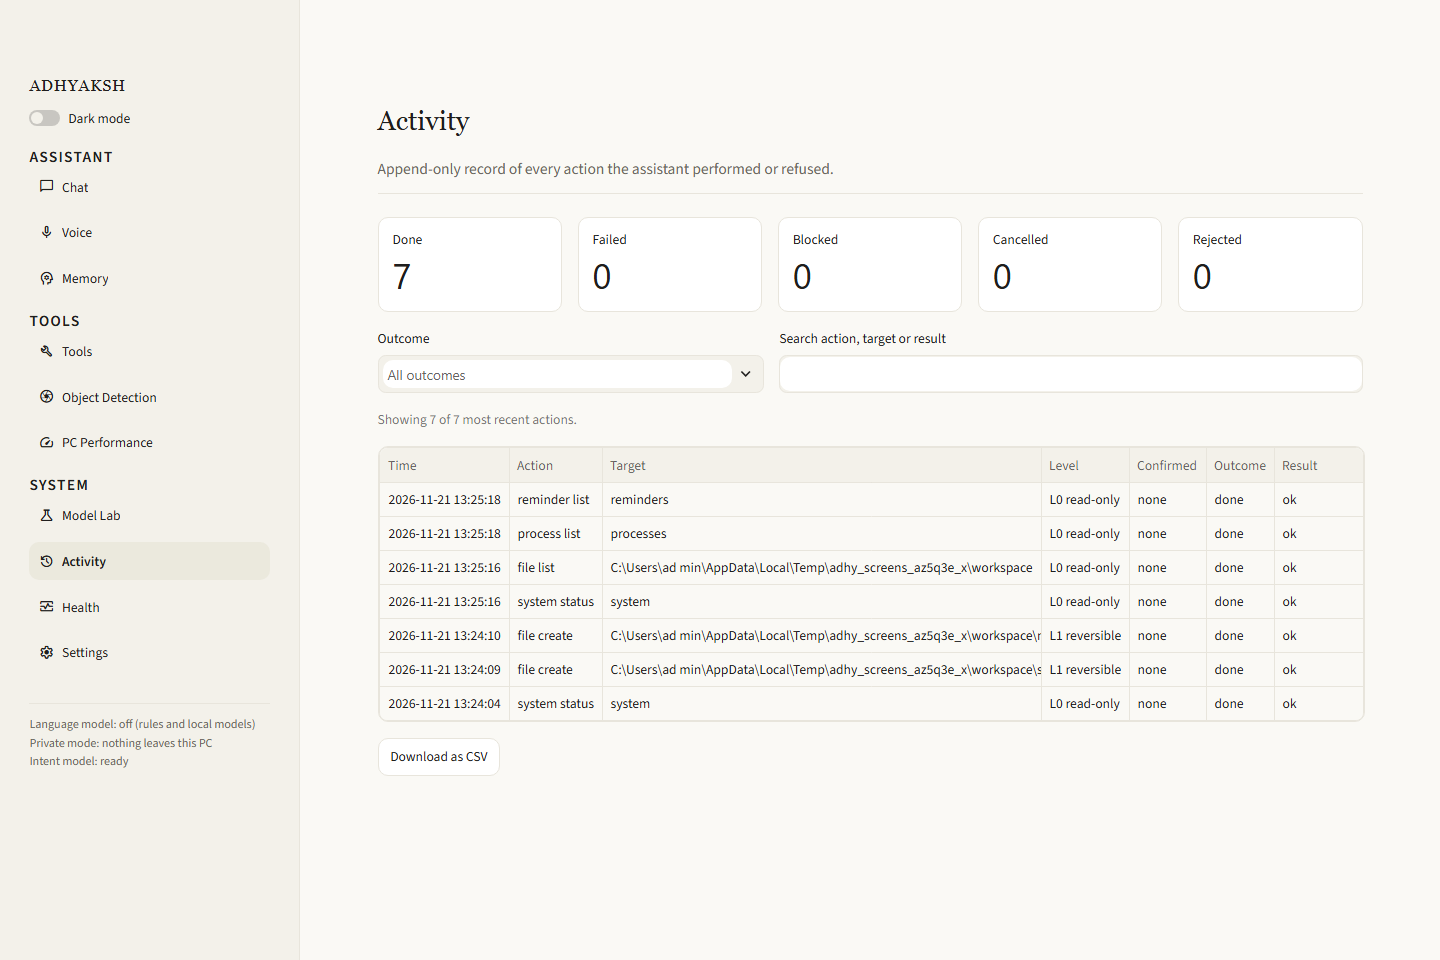 ADHYAKSH
Dark mode
ASSISTANT
Chat
Voice
Memory
TOOLS
Tools
Object Detection
PC Performance
SYSTEM
Model Lab
Activity
Health
Settings
Language model: off (rules and local models)
Private mode: nothing leaves this PC
Intent model: ready
Activity
Append-only record of every action the assistant performed or refused.
Done Failed Blocked Cancelled Rejected
7 0 0 0 0
Outcome Search action, target or result
All outcomes
Showing 7 of 7 most recent actions.
Time Action Target Level Confirmed Outcome Result
2026-11-21 13:25:18 reminder list reminders L0 read-only none done ok
2026-11-21 13:25:18 process list processes L0 read-only none done ok
2026-11-21 13:25:16 file list C:\Users\ad min\AppData\Local\Temp\adhy_screens_az5q3e_x\workspace L0 read-only none done ok
2026-11-21 13:25:16 system status system L0 read-only none done ok
2026-11-21 13:24:10 file create C:\Users\ad min\AppData\Local\Temp\adhy_screens_az5q3e_x\workspace\ L1 reversible none done ok
2026-11-21 13:24:09 file create C:\Users\ad min\AppData\Local\Temp\adhy_screens_az5q3e_x\workspace\ L1 reversible none done ok
2026-11-21 13:24:04 system status system L0 read-only none done ok
Download as CSV